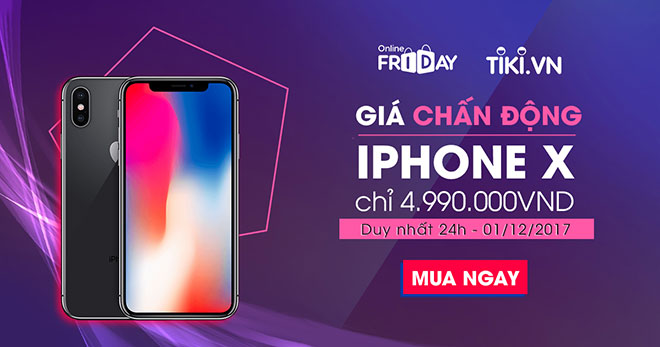 Online
FRIDAY
TIKI.VN
GIÁ CHẤN ĐỘNG
IPHONE X
chỉ 4.990.000VND
Duy nhất 24h - 01/12/2017
MUA NGAY